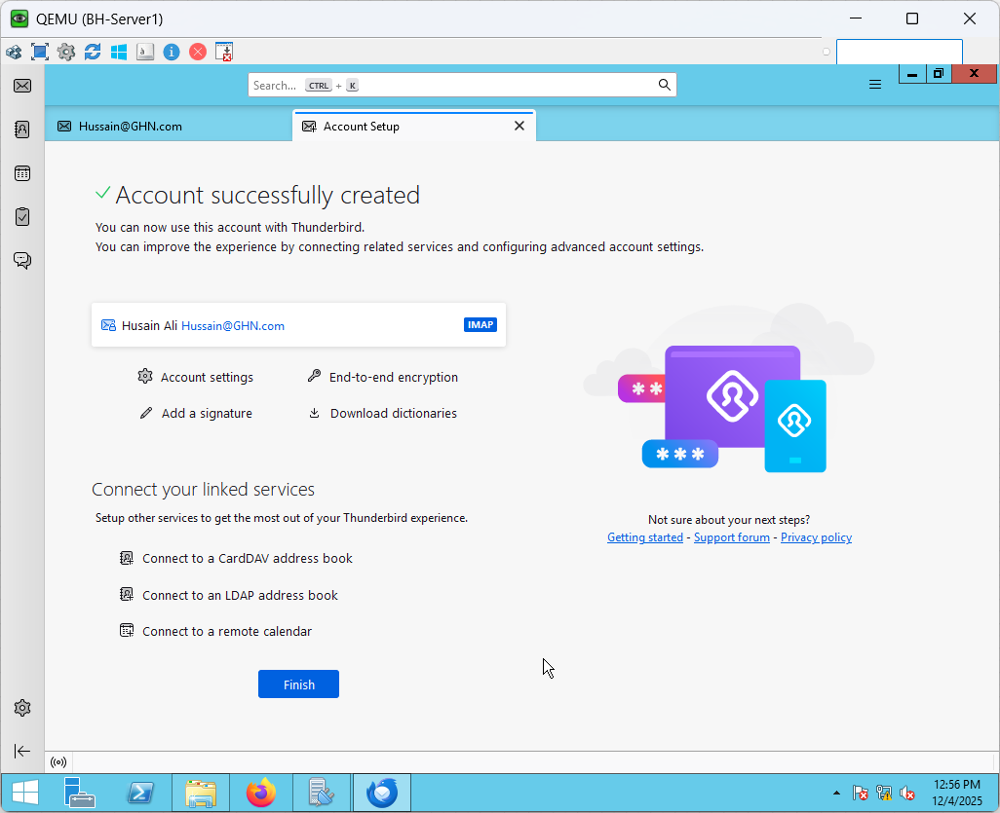 QEMU (BH-Server1)
Search... CTRL + K
Hussain@GHN.com
Account Setup
Account successfully created
You can now use this account with Thunderbird.
You can improve the experience by connecting related services and configuring advanced account settings.
Husain Ali Hussain@GHN.com IMAP
Account settings
End-to-end encryption
Add a signature
Download dictionaries
***
***
Connect your linked services
Setup other services to get the most out of your Thunderbird experience.
Connect to a CardDAV address book
Connect to an LDAP address book
Connect to a remote calendar
Finish
Not sure about your next steps?
Getting started - Support forum - Privacy policy
12:56 PM
12/4/2025